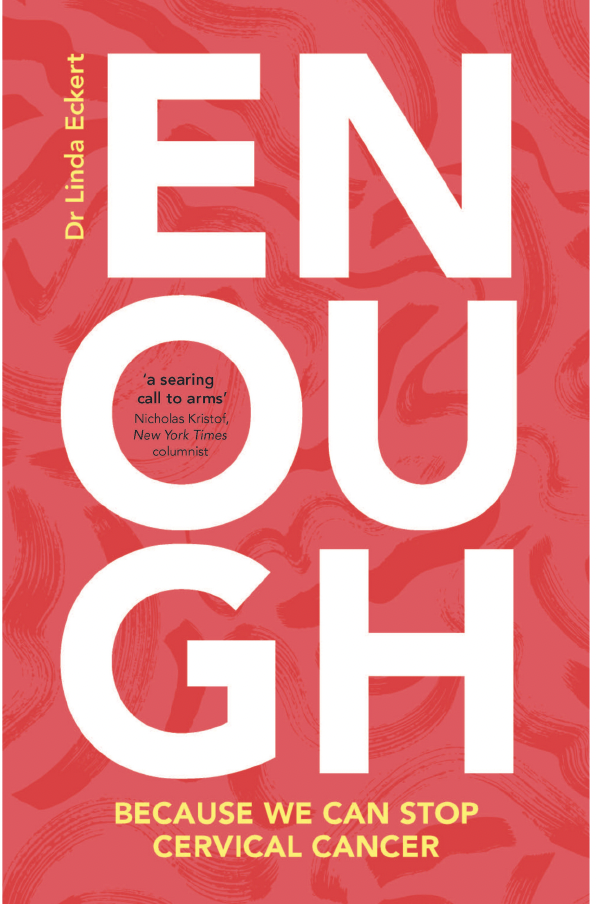 Dr Linda Eckert
EN
OU
GH
‘a searing
call to arms’
Nicholas Kristof,
New York Times
columnist
BECAUSE WE CAN STOP
CERVICAL CANCER